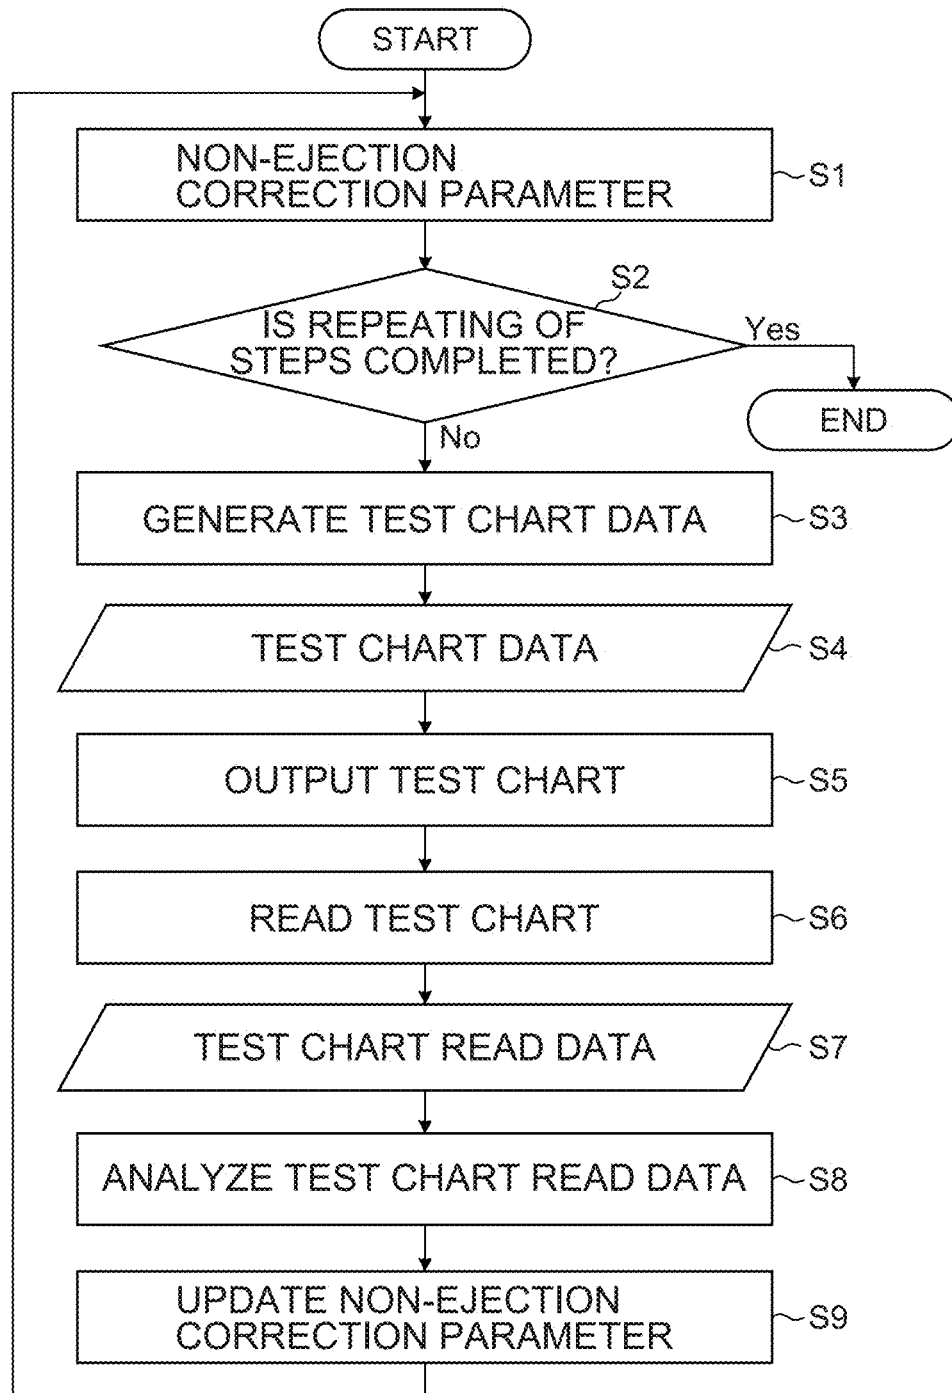 START
NON-EJECTION
CORRECTION PARAMETER
S1
S2
IS REPEATING OF
STEPS COMPLETED?
Yes
END
No
GENERATE TEST CHART DATA
S3
TEST CHART DATA
S4
OUTPUT TEST CHART
S5
READ TEST CHART
S6
TEST CHART READ DATA
S7
ANALYZE TEST CHART READ DATA
S8
UPDATE NON-EJECTION
CORRECTION PARAMETER
S9